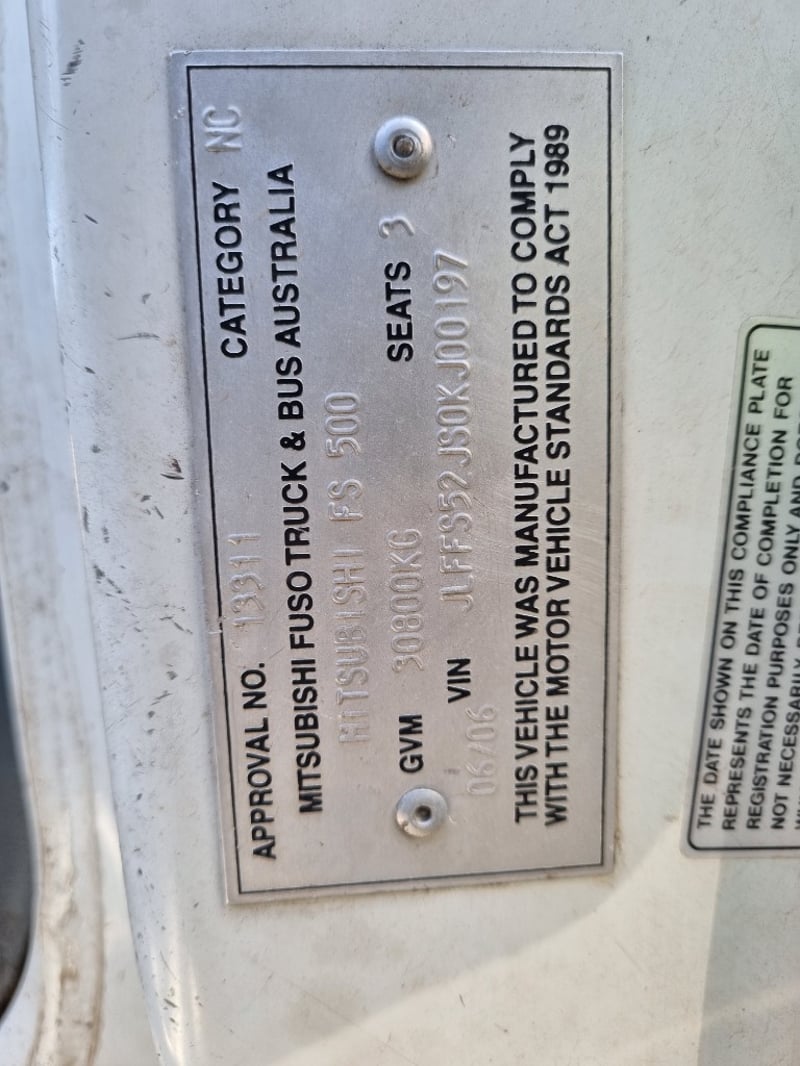 APPROVAL NO. 13311 CATEGORY NC
MITSUBISHI FUSO TRUCK & BUS AUSTRALIA
MITSUBISHI FS 500
GVM 30800KG SEATS 3
VIN JLFFS52JS0KJ00197
06/06
THIS VEHICLE WAS MANUFACTURED TO COMPLY
WITH THE MOTOR VEHICLE STANDARDS ACT 1989
THE DATE SHOWN ON THIS COMPLIANCE PLATE
REPRESENTS THE DATE OF COMPLETION FOR
REGISTRATION PURPOSES ONLY AND
NOT NECESSARILY